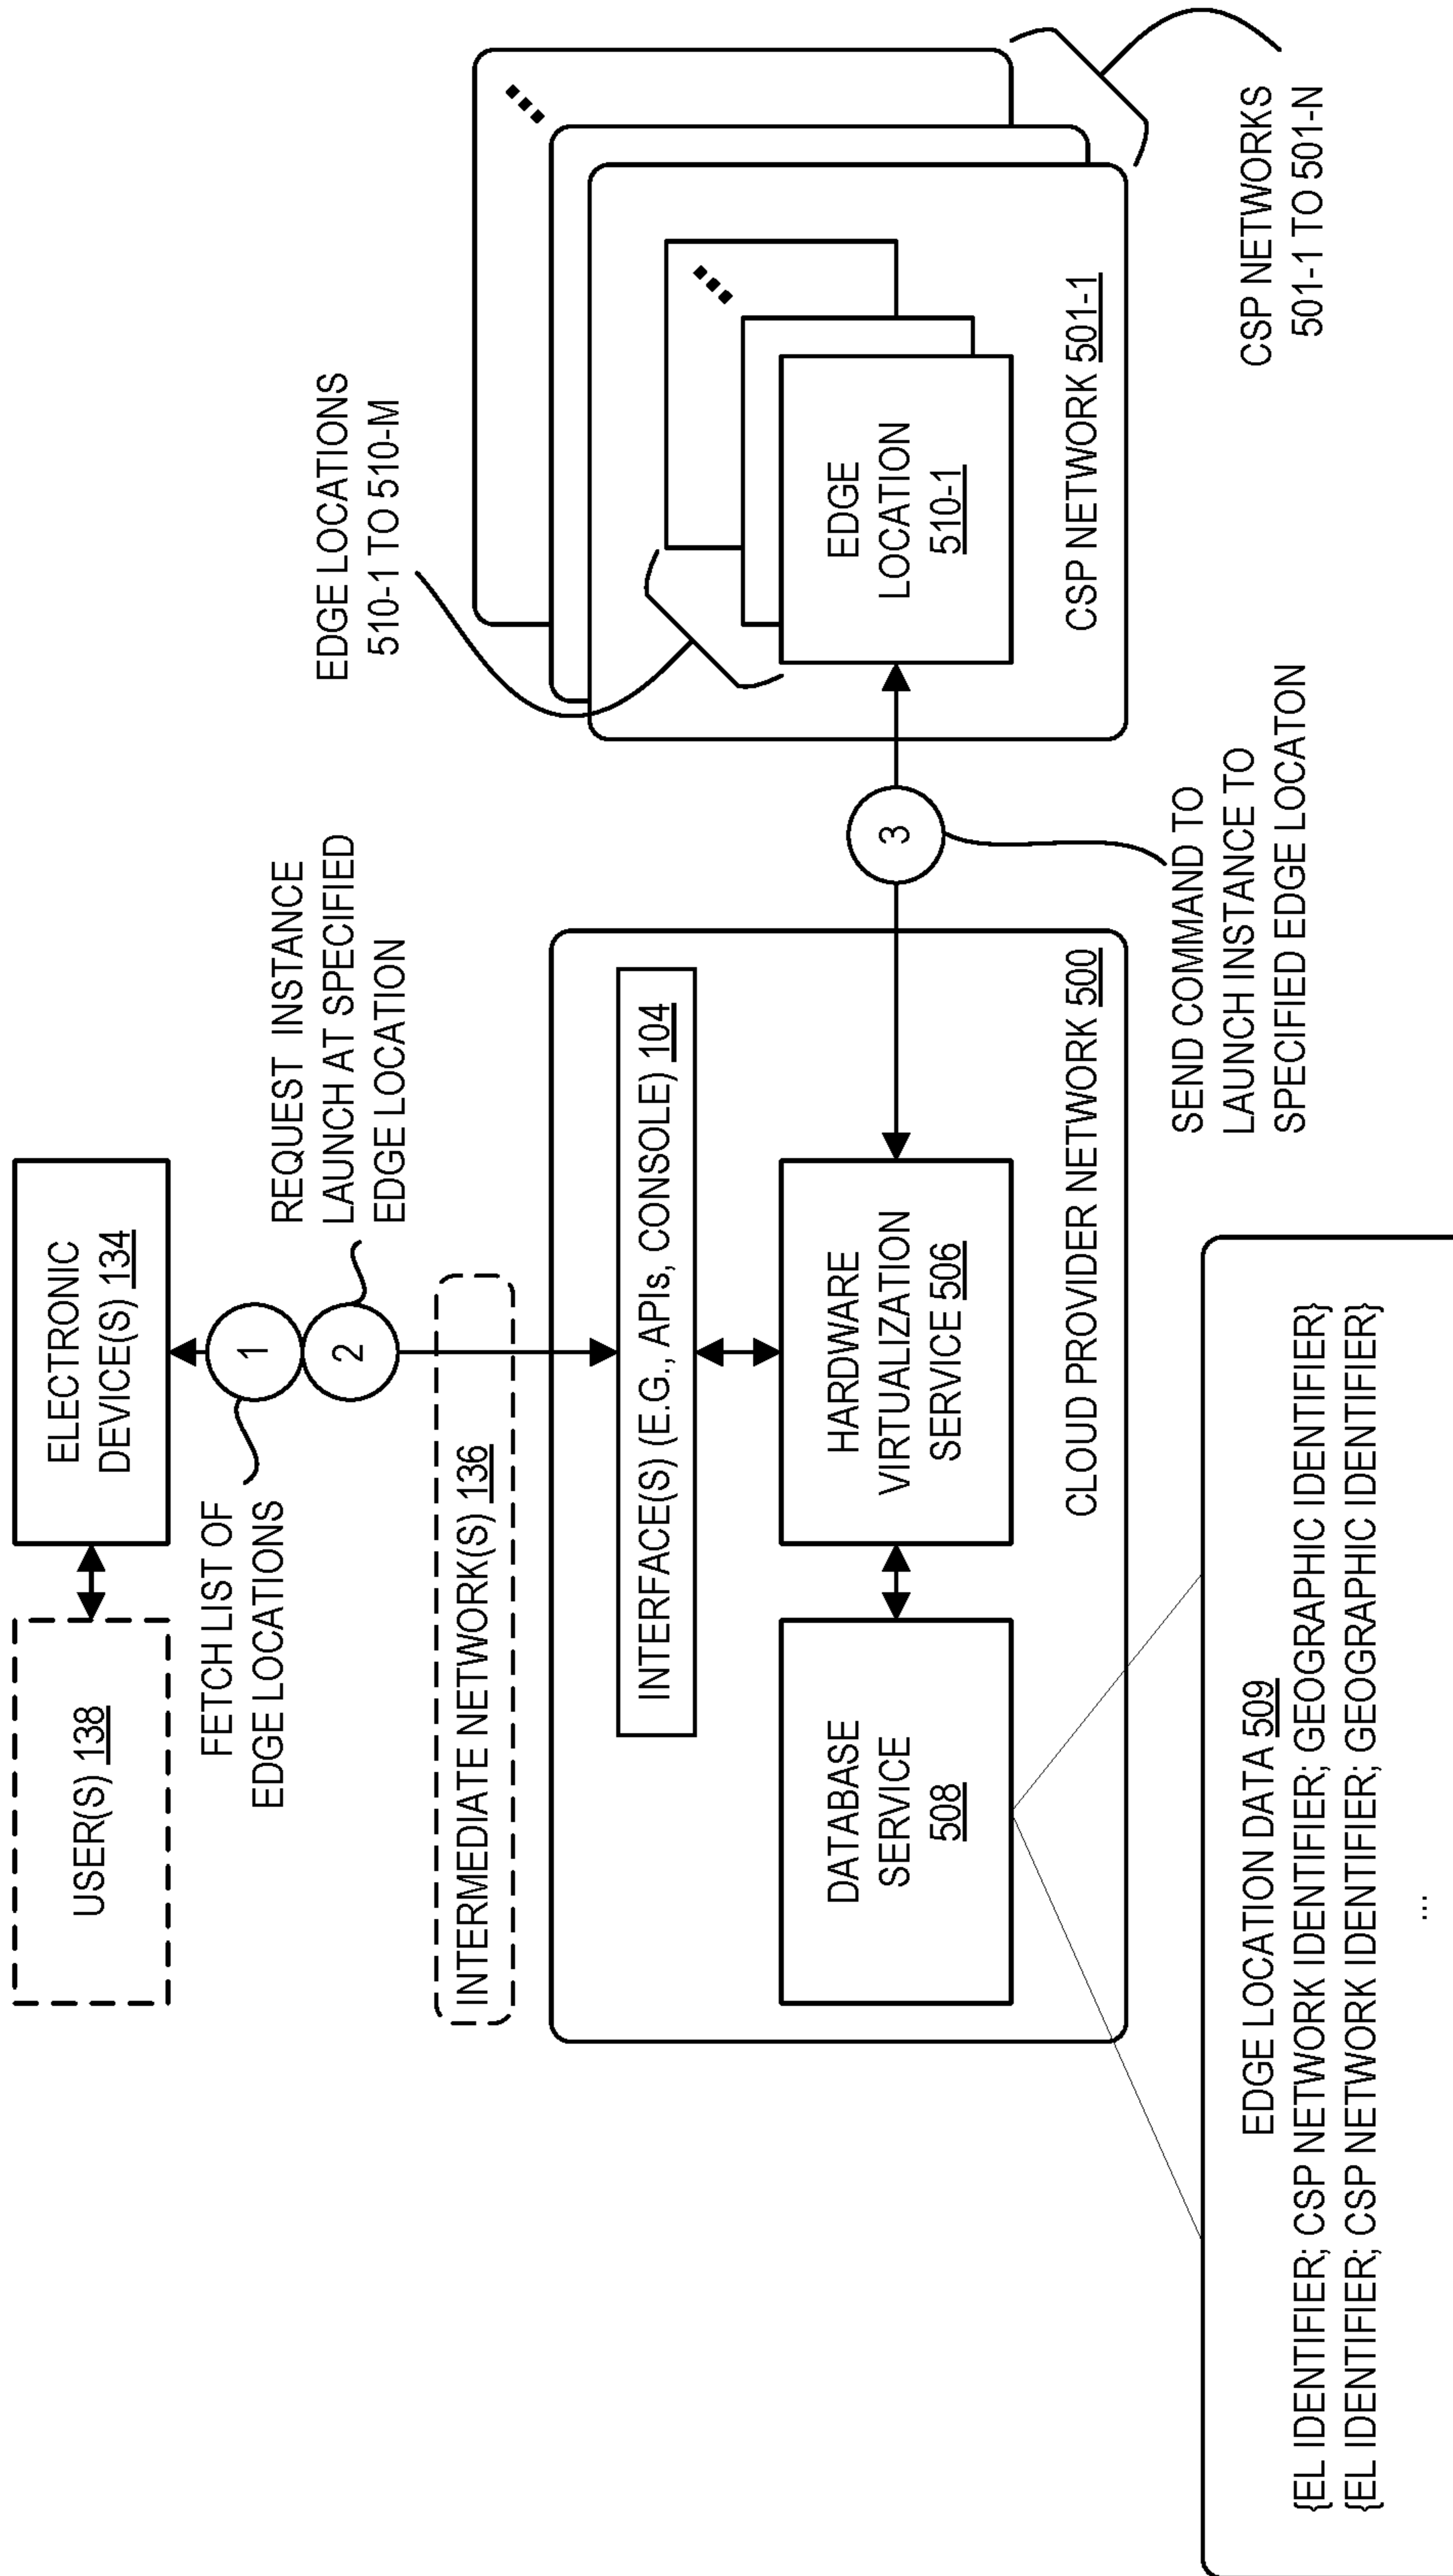 USER(S) 138
ELECTRONIC
DEVICE(S) 134
FETCH LIST OF
EDGE LOCATIONS
1
2
REQUEST INSTANCE
LAUNCH AT SPECIFIED
EDGE LOCATION
EDGE LOCATIONS
510-1 TO 510-M
INTERMEDIATE NETWORK(S) 136
INTERFACE(S) (E.G., APIs, CONSOLE) 104
DATABASE
SERVICE
508
HARDWARE
VIRTUALIZATION
SERVICE 506
CLOUD PROVIDER NETWORK 500
3
EDGE
LOCATION
510-1
CSP NETWORK 501-1
SEND COMMAND TO
LAUNCH INSTANCE TO
SPECIFIED EDGE LOCATON
CSP NETWORKS
501-1 TO 501-N
EDGE LOCATION DATA 509
{EL IDENTIFIER; CSP NETWORK IDENTIFIER; GEOGRAPHIC IDENTIFIER}
{EL IDENTIFIER; CSP NETWORK IDENTIFIER; GEOGRAPHIC IDENTIFIER}
...